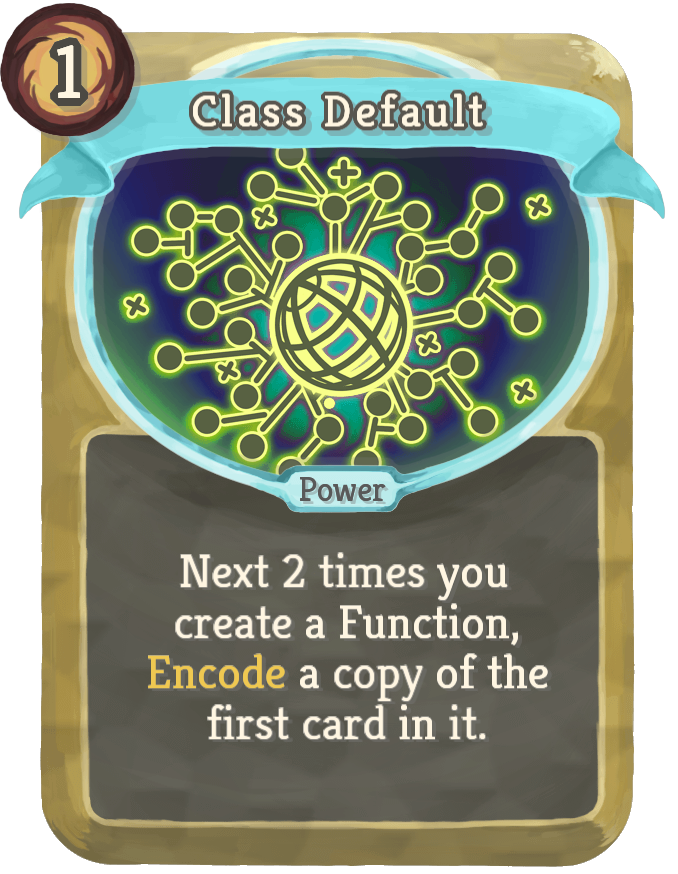 1
Class Default
Power
Next 2 times you
create a Function,
Encode a copy of the
first card in it.